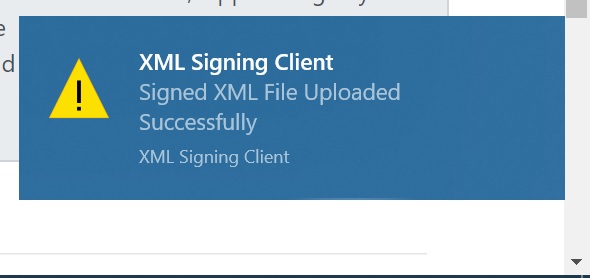 e
d
XML Signing Client
Signed XML File Uploaded
Successfully
XML Signing Client